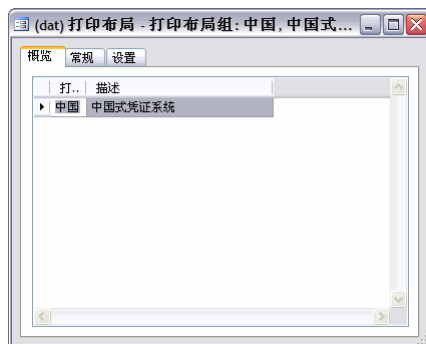 (dat) 打印布局 - 打印布局组: 中国, 中国式...
概览 常规 设置
打.. 描述
中国 中国式凭证系统